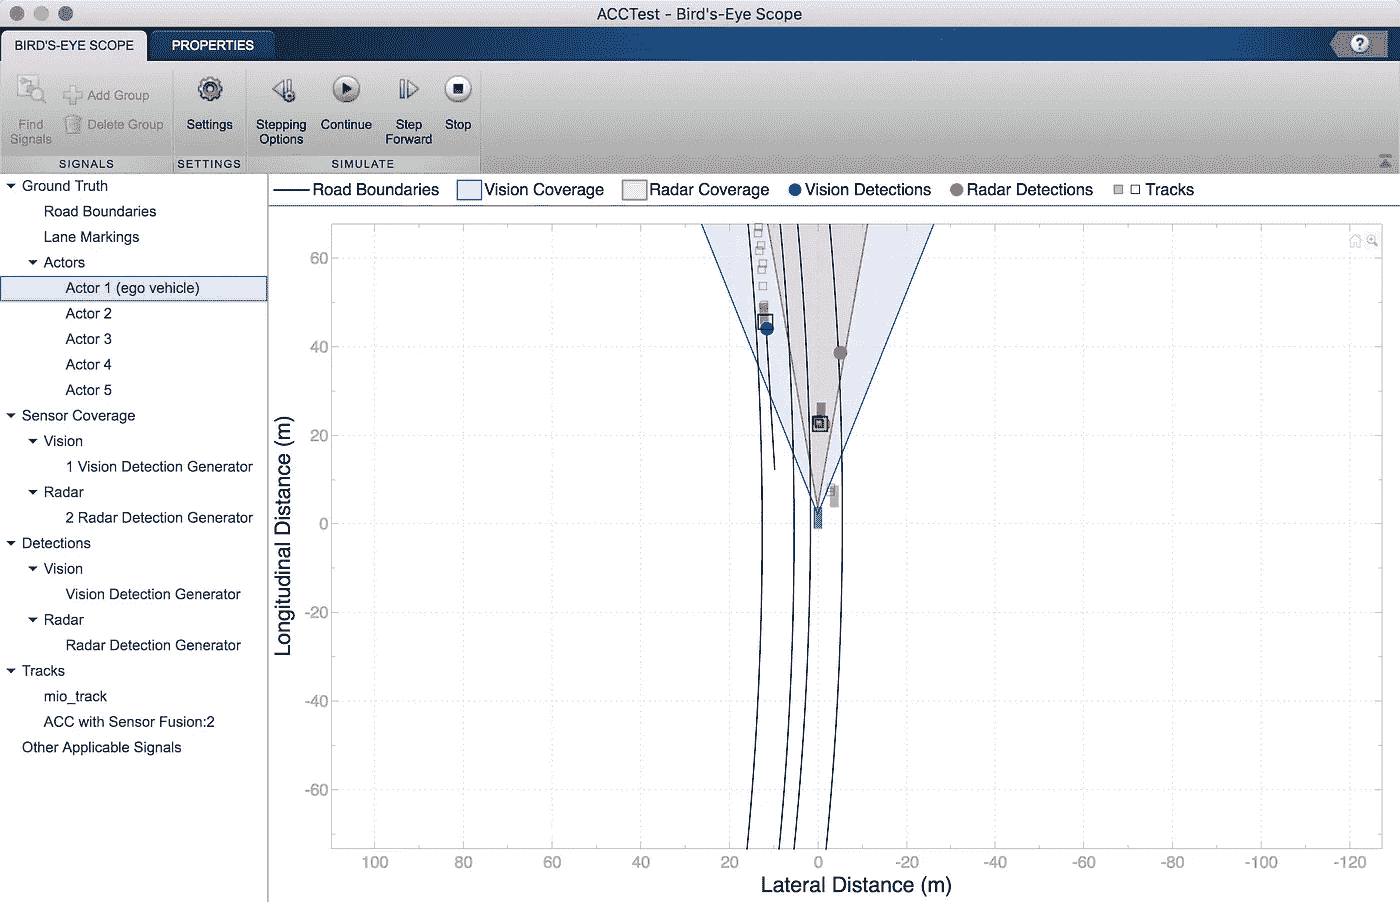 ACCTest - Bird's-Eye Scope
BIRD'S-EYE SCOPE PROPERTIES
?
Find Signals
Add Group
Delete Group
Settings
Stepping Options
Continue
Step Forward
Stop
SIGNALS SETTINGS SIMULATE
Ground Truth
Road Boundaries
Lane Markings
Actors
Actor 1 (ego vehicle)
Actor 2
Actor 3
Actor 4
Actor 5
Sensor Coverage
Vision
1 Vision Detection Generator
Radar
2 Radar Detection Generator
Detections
Vision
Vision Detection Generator
Radar
Radar Detection Generator
Tracks
mio_track
ACC with Sensor Fusion:2
Other Applicable Signals
Road Boundaries Vision Coverage Radar Coverage Vision Detections Radar Detections Tracks
Longitudinal Distance (m)
60
40
20
0
-20
-40
-60
100 80 60 40 20 0 -20 -40 -60 -80 -100 -120
Lateral Distance (m)